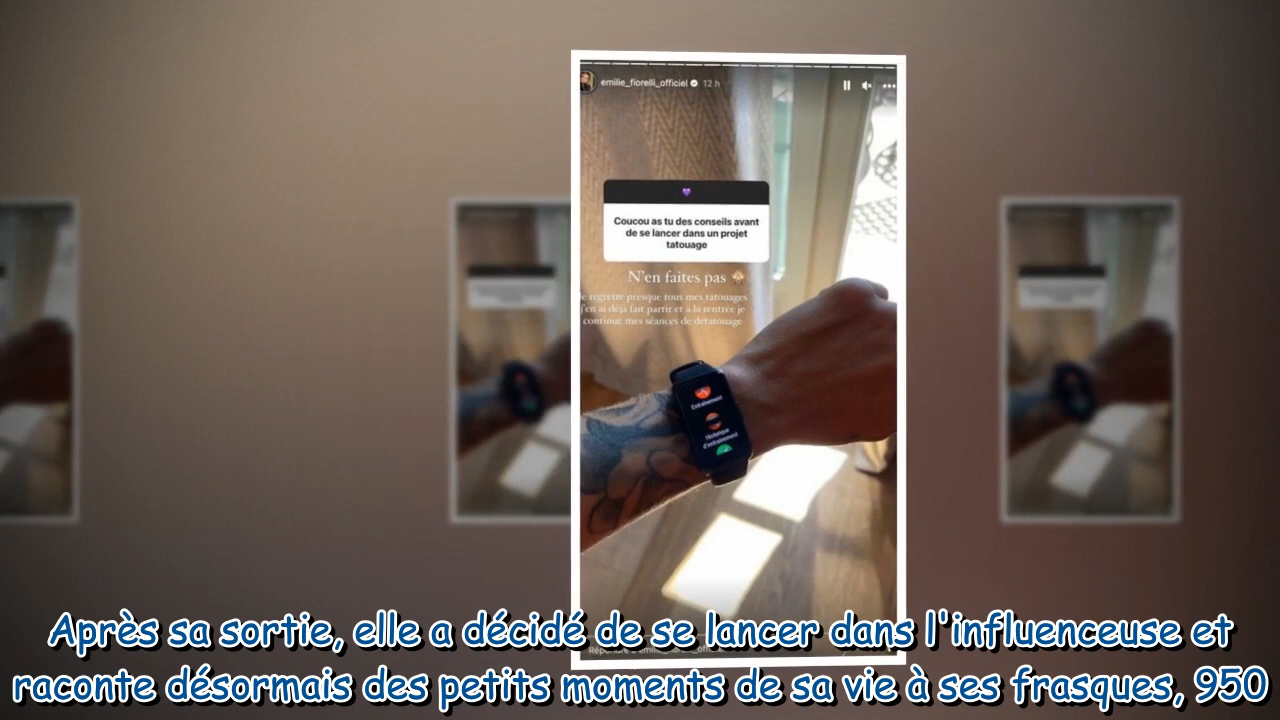 emilie_fiorelli_officiel 12 h
💜
Coucou as tu des conseils avant
de se lancer dans un projet
tatouage
N'en faites pas 🙊
je regrette presque tous mes tatouages
j'en ai déjà fait partir et à la rentrée je
continue mes séances de détatouage
Entraînement
Historique
d'entraînement
Après sa sortie, elle a décidé de se lancer dans l'influenceuse et
raconte désormais des petits moments de sa vie à ses frasques, 950